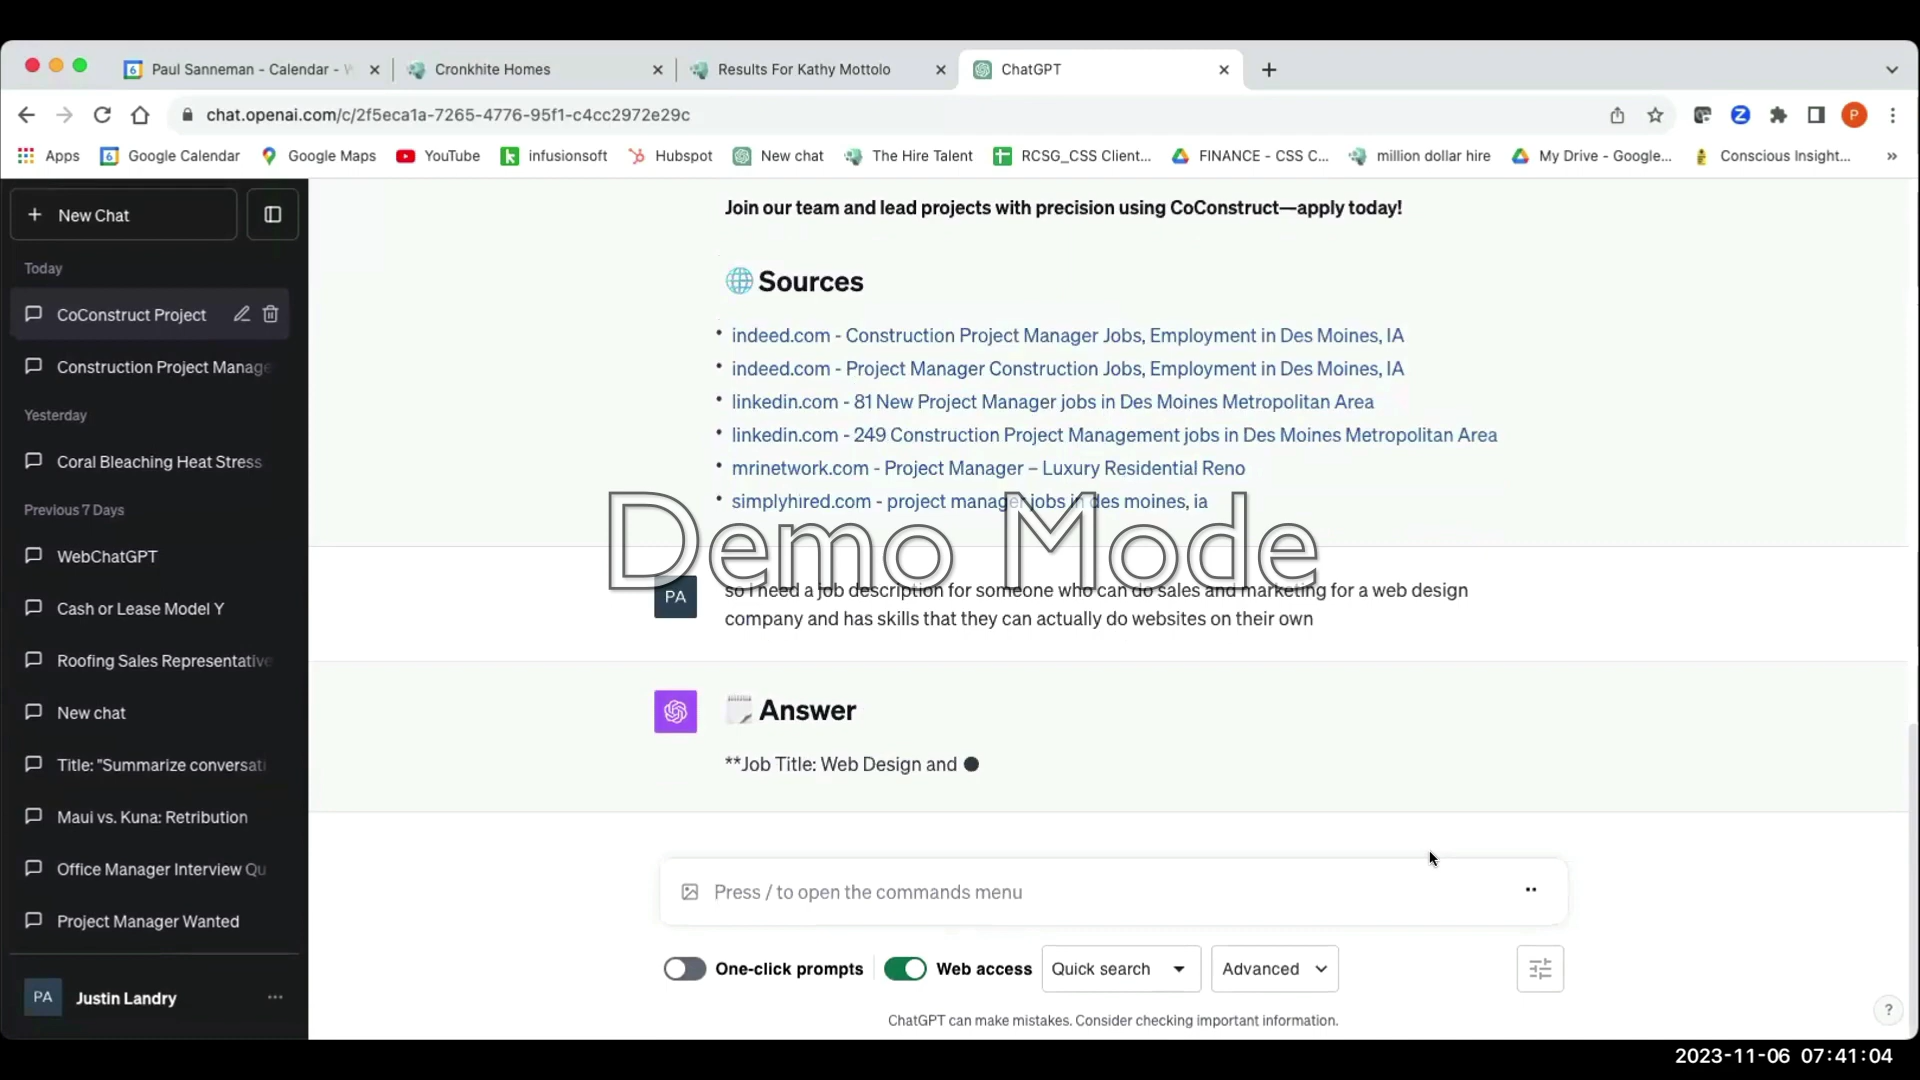 Paul Sanneman - Calendar - W
Cronkhite Homes
Results For Kathy Mottolo
ChatGPT
chat.openai.com/c/2f5eca1a-7265-4776-95f1-c4cc2972e29c
P
Apps
6
Google Calendar
Google Maps
YouTube
infusionsoft
Hubspot
New chat
The Hire Talent
RCSG_CSS Client...
FINANCE - CSS C...
million dollar hire
My Drive - Google...
Conscious Insight...
»
+ New Chat
Today
CoConstruct Project
Construction Project Manage
Yesterday
Coral Bleaching Heat Stress
Previous 7 Days
WebChatGPT
Cash or Lease Model Y
Roofing Sales Representative
New chat
Title: "Summarize conversati
Maui vs. Kuna: Retribution
Office Manager Interview Qu
Project Manager Wanted
PA
Justin Landry
...
Join our team and lead projects with precision using CoConstruct—apply today!
Sources
• indeed.com - Construction Project Manager Jobs, Employment in Des Moines, IA
• indeed.com - Project Manager Construction Jobs, Employment in Des Moines, IA
• linkedin.com - 81 New Project Manager jobs in Des Moines Metropolitan Area
• linkedin.com - 249 Construction Project Management jobs in Des Moines Metropolitan Area
• mrinetwork.com - Project Manager – Luxury Residential Reno
• simplyhired.com - project manager jobs in des moines, ia
Demo Mode
PA
so I need a job description for someone who can do sales and marketing for a web design
company and has skills that they can actually do websites on their own
Answer
**Job Title: Web Design and
Press / to open the commands menu
One-click prompts
Web access
Quick search
Advanced
ChatGPT can make mistakes. Consider checking important information.
?
2023-11-06 07:41:04